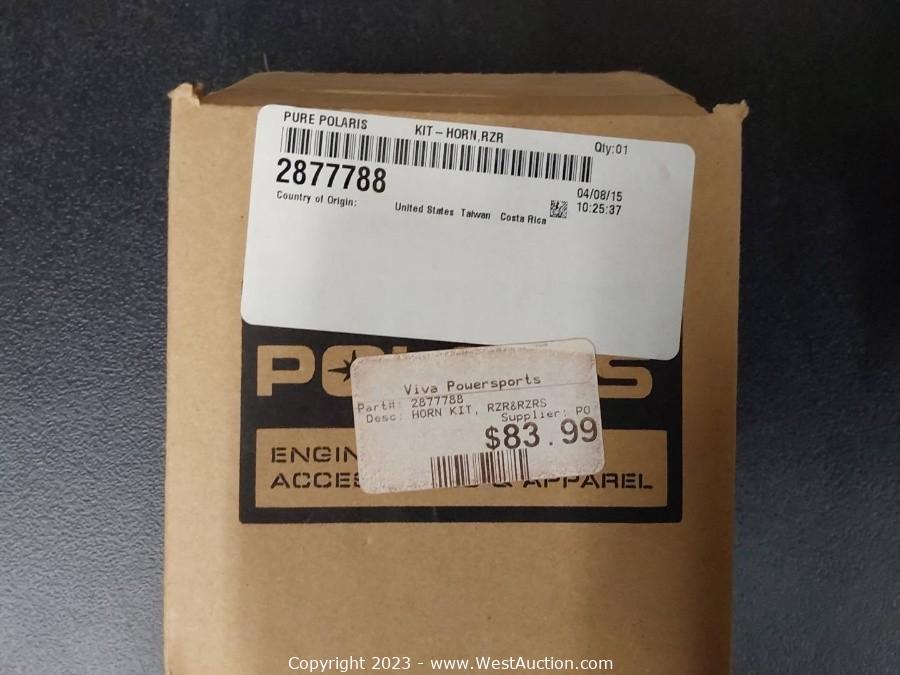 PURE POLARIS KIT – HORN,RZR Qty:01
2877788
04/08/15
10:25:37
Country of Origin: United States Taiwan Costa Rica
Viva Powersports
Part#: 2877788
Desc: HORN KIT, RZR&RZRS
Supplier: PO
$83.99
APPAREL
Copyright 2023 - www.WestAuction.com